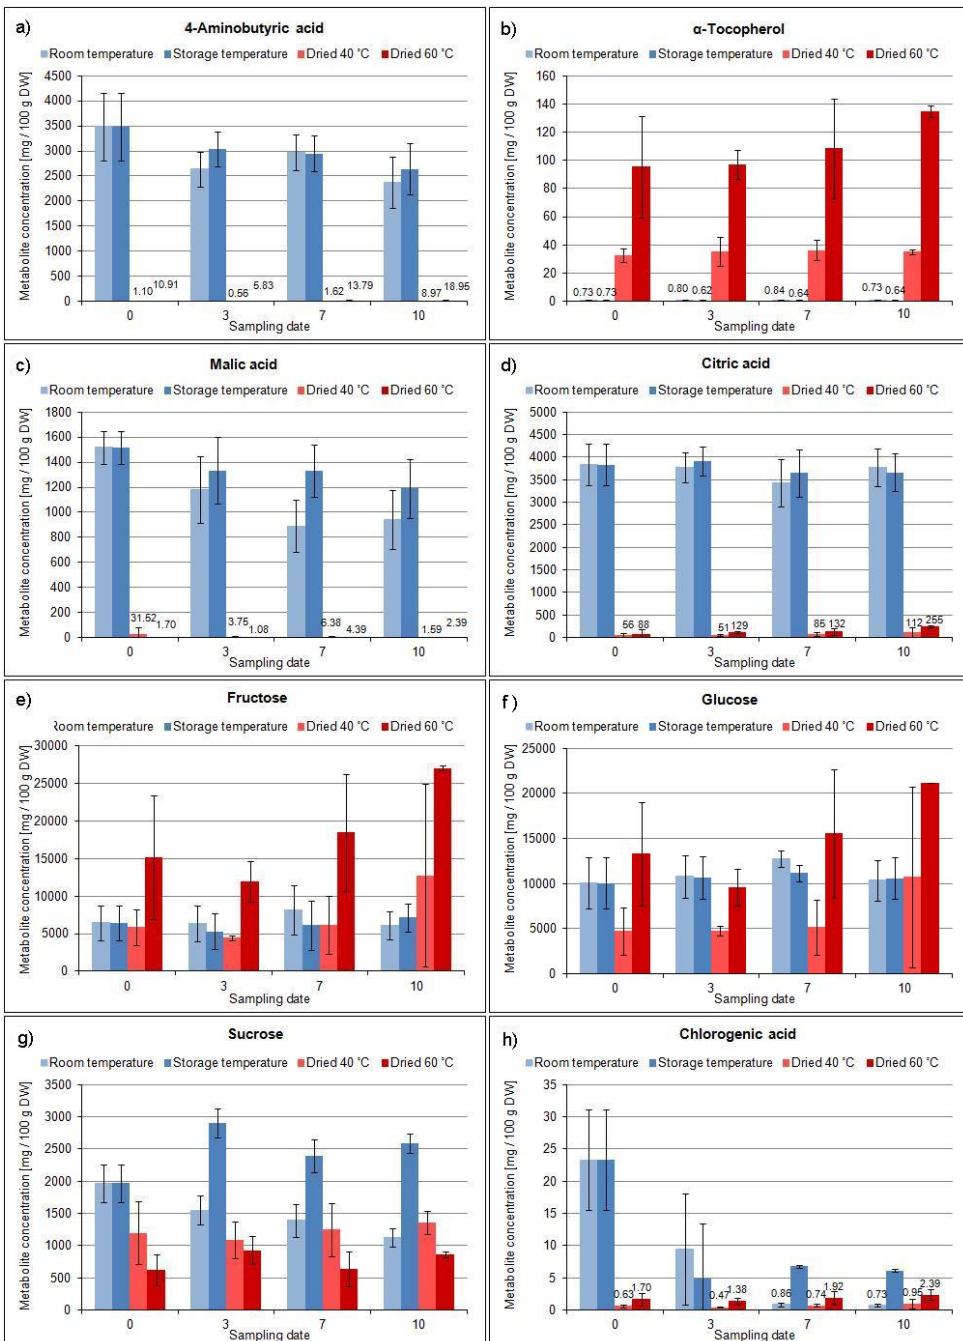 a)
4-Aminobutyric acid
Room temperature Storage temperature Dried 40 °C Dried 60 °C
Metabolite concentration [mg / 100 g DW]
4500
4000
3500
3000
2500
2000
1500
1000
500
0
1.10 10.91 0.56 5.83 1.62 13.79 8.97 18.95
0 3 7 10
Sampling date
b)
α-Tocopherol
Room temperature Storage temperature Dried 40 °C Dried 60 °C
Metabolite concentration [mg / 100 g DW]
160
140
120
100
80
60
40
20
0
0.73 0.73 0.80 0.62 0.84 0.64 0.73 0.64
0 3 7 10
Sampling date
c)
Malic acid
Room temperature Storage temperature Dried 40 °C Dried 60 °C
Metabolite concentration [mg / 100 g DW]
1800
1600
1400
1200
1000
800
600
400
200
0
31.52 1.70 3.75 1.08 6.38 4.39 1.59 2.39
0 3 7 10
Sampling date
d)
Citric acid
Room temperature Storage temperature Dried 40 °C Dried 60 °C
Metabolite concentration [mg / 100 g DW]
5000
4500
4000
3500
3000
2500
2000
1500
1000
500
0
56 88 51 129 85 132 112 255
0 3 7 10
Sampling date
e)
Fructose
Room temperature Storage temperature Dried 40 °C Dried 60 °C
Metabolite concentration [mg / 100 g DW]
30000
25000
20000
15000
10000
5000
0
0 3 7 10
Sampling date
f)
Glucose
Room temperature Storage temperature Dried 40 °C Dried 60 °C
Metabolite concentration [mg / 100 g DW]
25000
20000
15000
10000
5000
0
0 3 7 10
Sampling date
g)
Sucrose
Room temperature Storage temperature Dried 40 °C Dried 60 °C
Metabolite concentration [mg / 100 g DW]
3500
3000
2500
2000
1500
1000
500
0
0 3 7 10
Sampling date
h)
Chlorogenic acid
Room temperature Storage temperature Dried 40 °C Dried 60 °C
Metabolite concentration [mg / 100 g DW]
35
30
25
20
15
10
5
0
0.63 1.70 0.47 1.38 0.86 0.74 1.92 0.73 0.95 2.39
0 3 7 10
Sampling date